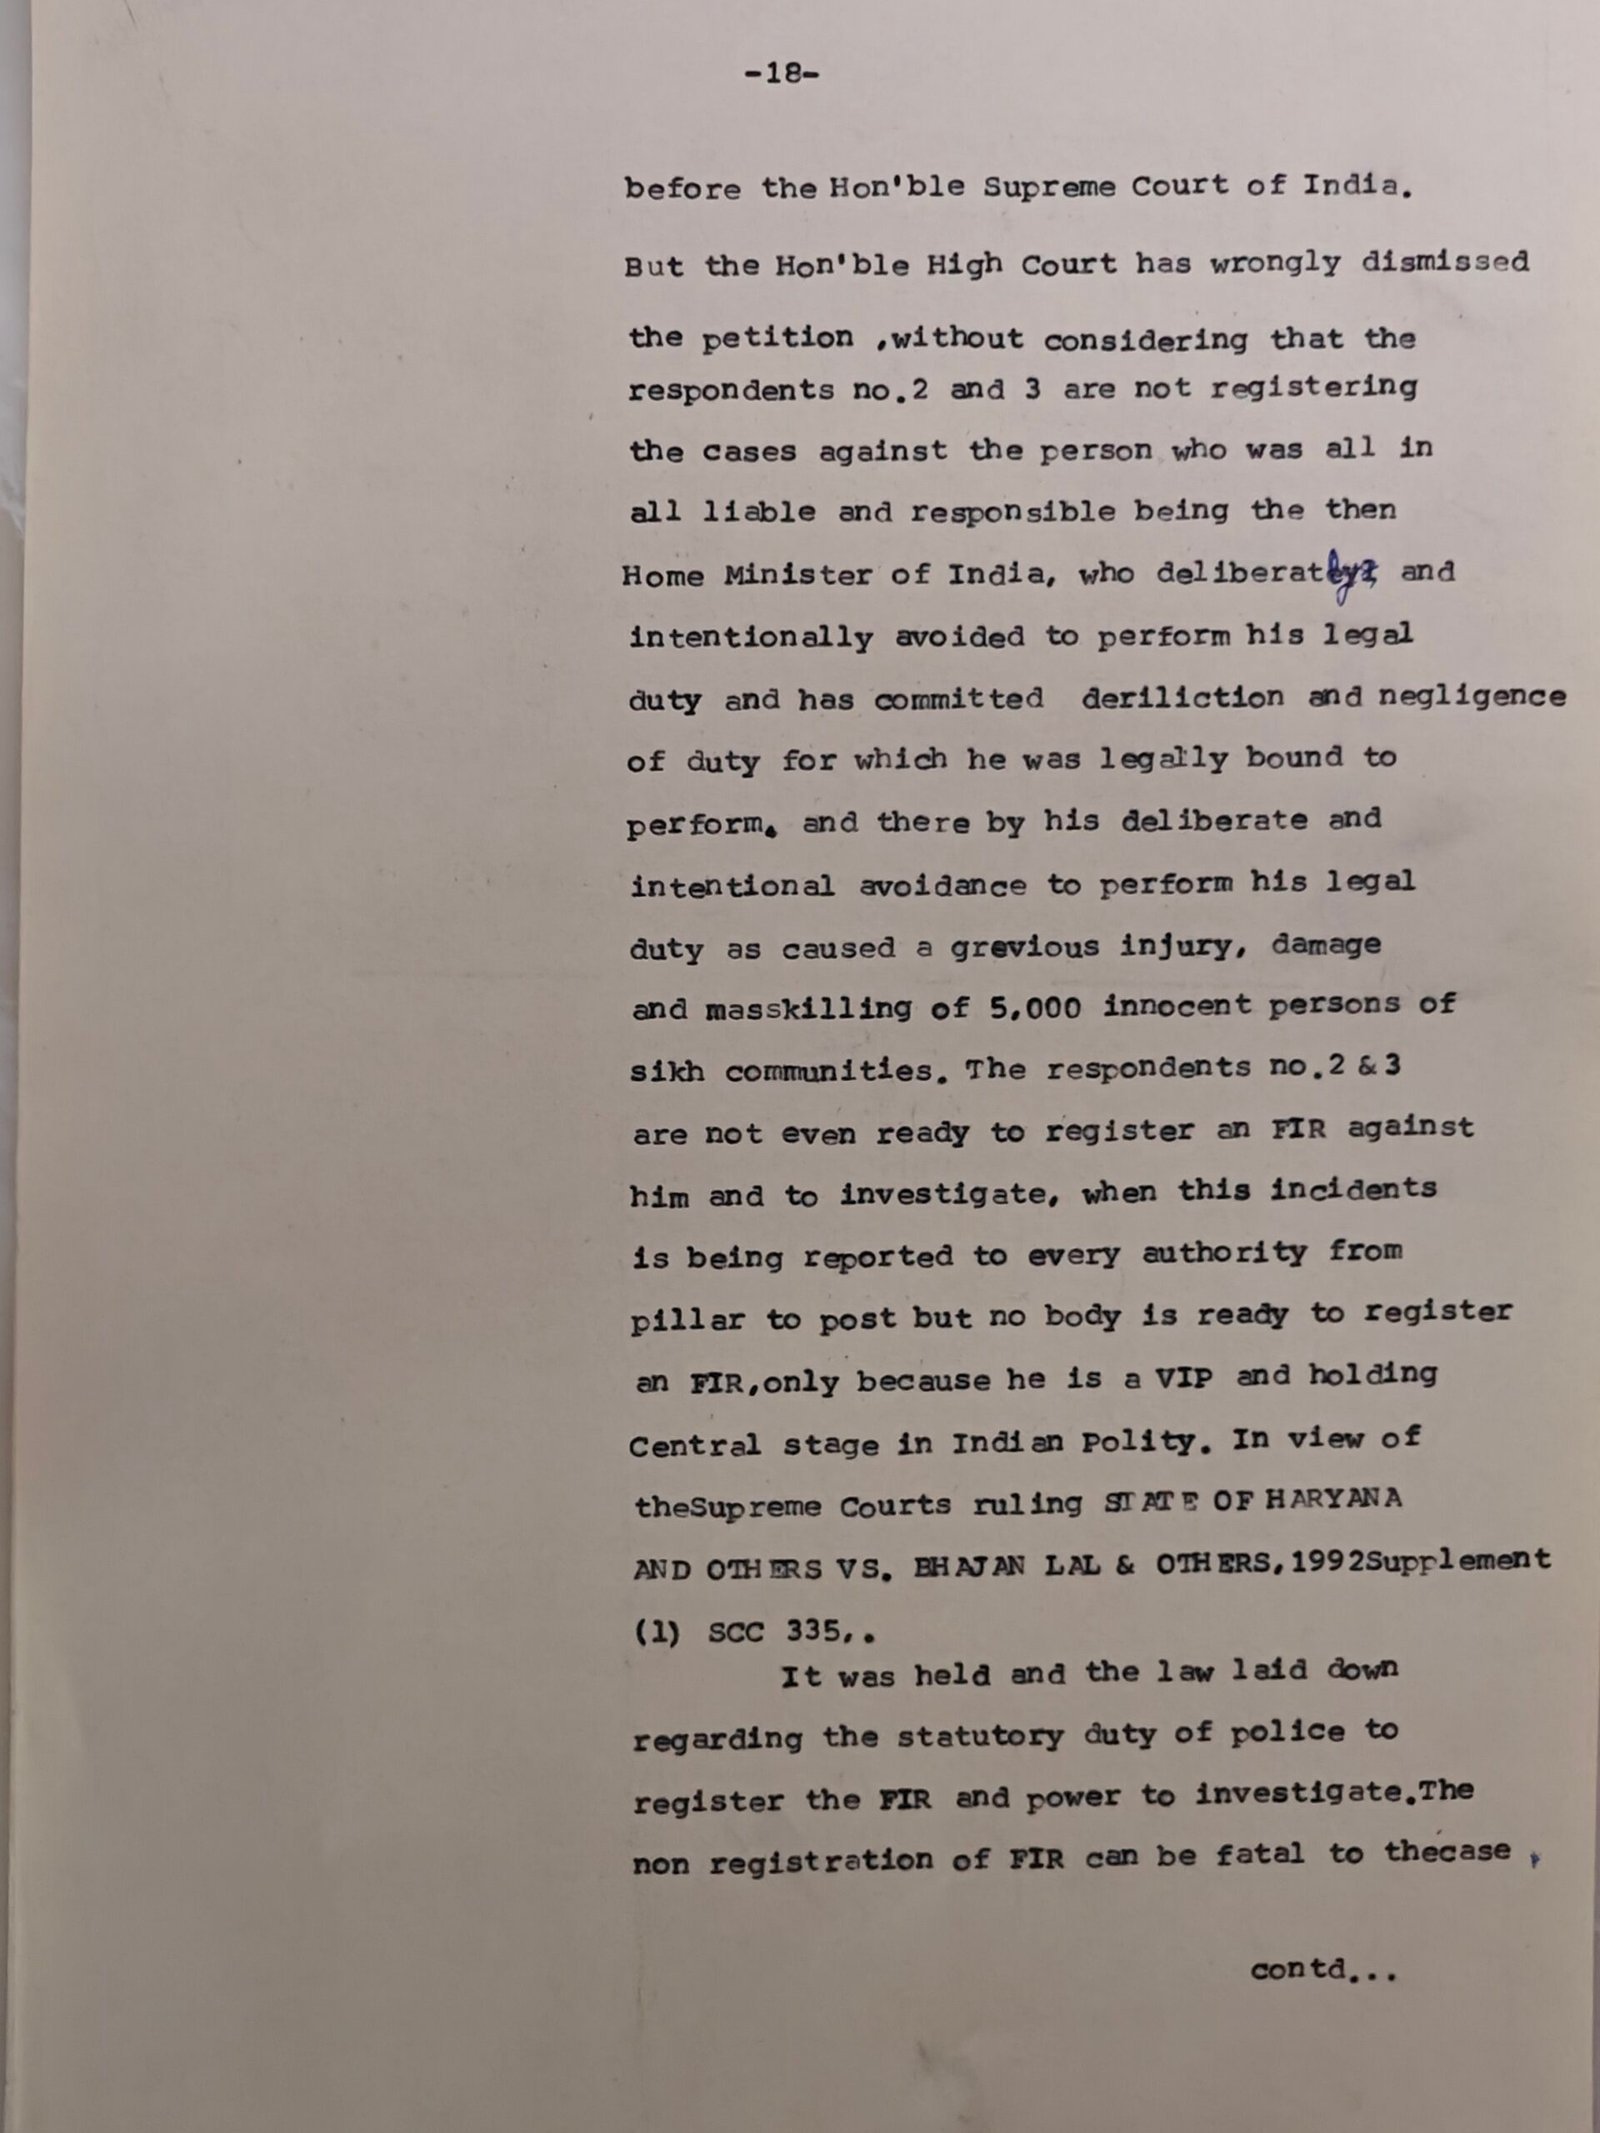 -18-
before the Hon'ble Supreme Court of India.
But the Hon'ble High Court has wrongly dismissed
the petition ,without considering that the
respondents no.2 and 3 are not registering
the cases against the person who was all in
all liable and responsible being the then
Home Minister of India, who deliberatly, and
intentionally avoided to perform his legal
duty and has committed deriliction and negligence
of duty for which he was legally bound to
perform. and there by his deliberate and
intentional avoidance to perform his legal
duty as caused a grevious injury, damage
and masskilling of 5,000 innocent persons of
sikh communities. The respondents no.2 & 3
are not even ready to register an FIR against
him and to investigate, when this incidents
is being reported to every authority from
pillar to post but no body is ready to register
an FIR,only because he is a VIP and holding
Central stage in Indian Polity. In view of
theSupreme Courts ruling STATE OF HARYANA
AND OTHERS VS. BHAJAN LAL & OTHERS,1992Supplement
(1) SCC 335,.
It was held and the law laid down
regarding the statutory duty of police to
register the FIR and power to investigate.The
non registration of FIR can be fatal to thecase ,
contd...